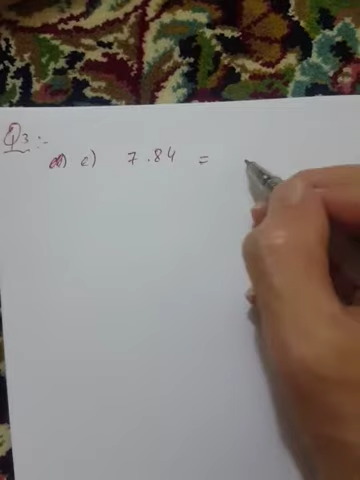 Q3:-
e) 7.84 =